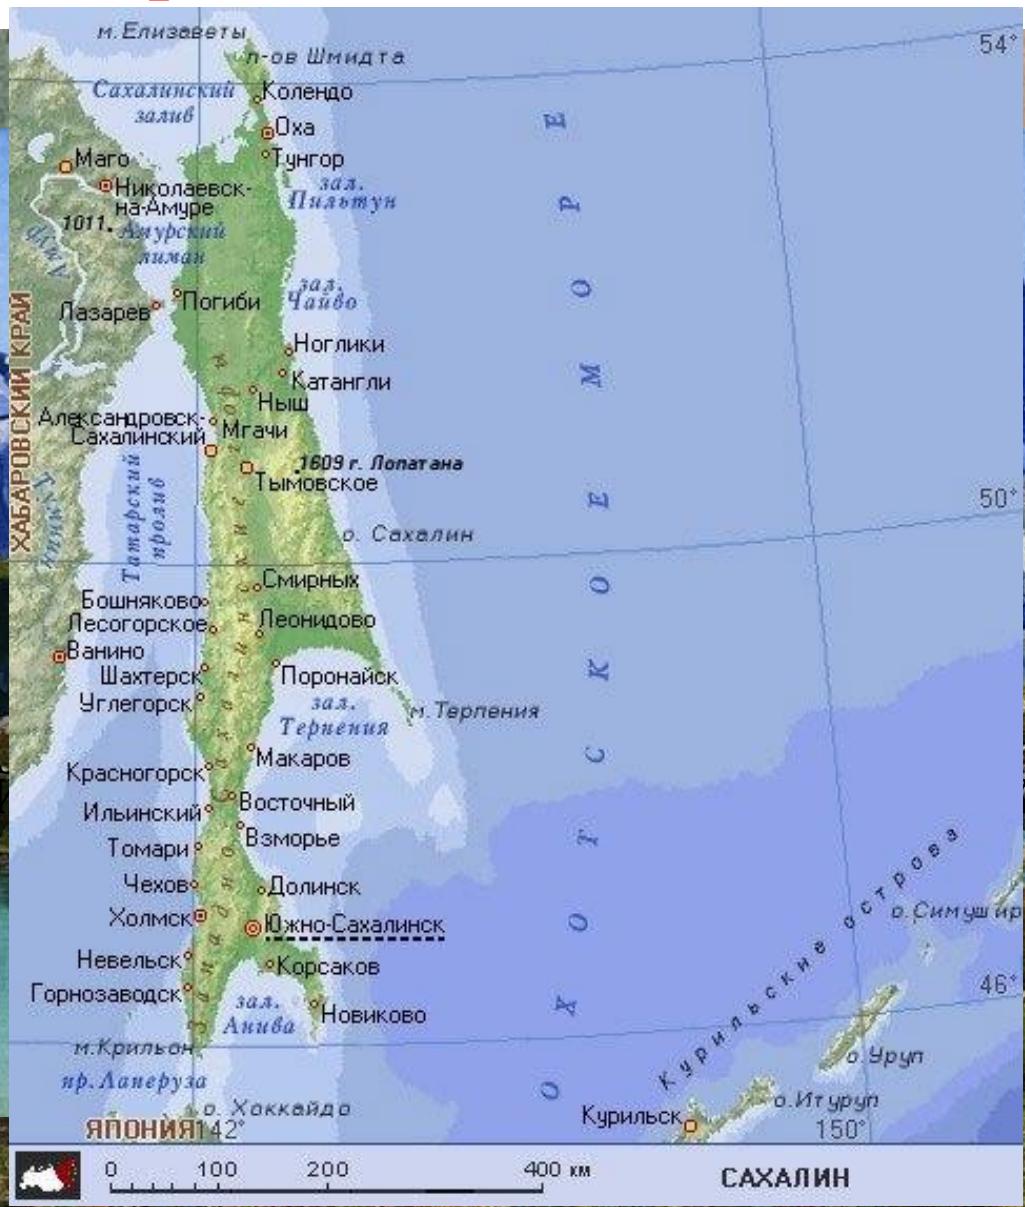 м.Елизаветы
п-ов Шмидта
54°
Сахалинский
залив
Колендо
Оха
Тунгор
Маго
Николаевск-
на-Амуре
зал.
Пильтун
1011.
Амурский
лиман
Амур
зал.
Чайво
Погиби
Лазарев
ХАБАРОВСКИЙ КРАЙ
Ноглики
Катангли
Ныш
Александровск-
Сахалинский
Мгачи
1609 г. Лопатана
Тымовское
Татарский
пролив
50°
о. Сахалин
Смирных
Бошняково
Лесогорское
Леонидово
Ванино
Шахтерск
Поронайск
Углегорск
зал.
Терпения
м.Терпения
Макаров
Красногорск
Восточный
Ильинский
Взморье
Томари
Чехов
Долинск
Холмск
Южно-Сахалинск
Невельск
Корсаков
Горнозаводск
зал.
Анива
Новиково
Западно-Сахалинские горы
ОХОТСКОЕ МОРЕ
Курильские острова
о.Симушир
46°
о.Уруп
м.Крильон
пр.Лаперуза
о. Хоккайдо
о.Итуруп
Курильск
ЯПОНИЯ
142°
150°
0 100 200 400 км
САХАЛИН